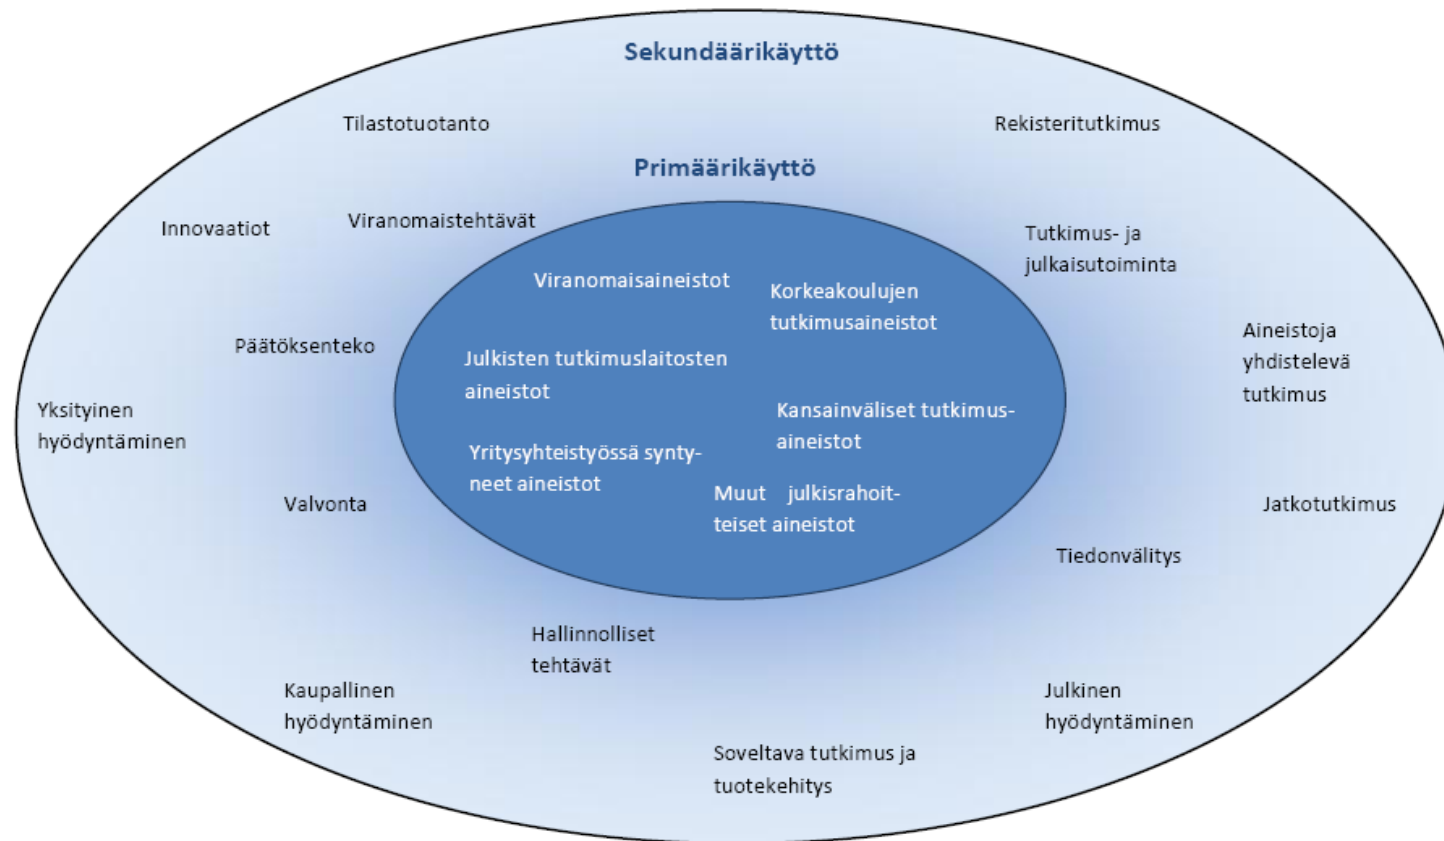 Sekundäärikäyttö
Tilastotuotanto
Rekisteritutkimus
Primäärikäyttö
Innovaatiot
Viranomaistehtävät
Tutkimus- ja
julkaisutoiminta
Viranomaisaineistot
Korkeakoulujen
tutkimusaineistot
Päätöksenteko
Julkisten tutkimuslaitosten
aineistot
Aineistoja
yhdistelevä
tutkimus
Yksityinen
hyödyntäminen
Kansainväliset tutkimus-
aineistot
Yritysyhteistyössä synty-
neet aineistot
Valvonta
Muut julkisrahoit-
teiset aineistot
Jatkotutkimus
Tiedonvälitys
Hallinnolliset
tehtävät
Kaupallinen
hyödyntäminen
Julkinen
hyödyntäminen
Soveltava tutkimus ja
tuotekehitys